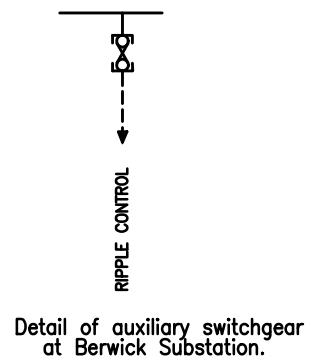 RIPPLE CONTROL
Detail of auxiliary switchgear
at Berwick Substation.